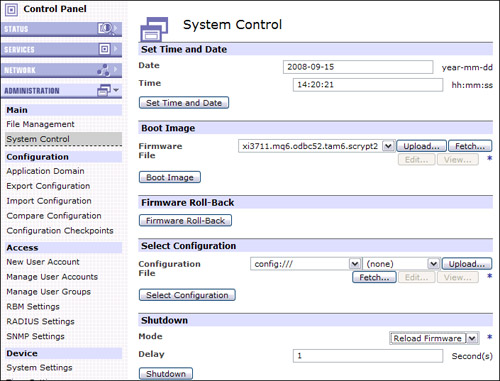 Control Panel
STATUS
SERVICES
NETWORK
ADMINISTRATION
Main
File Management
System Control
Configuration
Application Domain
Export Configuration
Import Configuration
Compare Configuration
Configuration Checkpoints
Access
New User Account
Manage User Accounts
Manage User Groups
RBM Settings
RADIUS Settings
SNMP Settings
Device
System Settings
System Control
Set Time and Date
Date 2008-09-15 year-mm-dd
Time 14:20:21 hh:mm:ss
Set Time and Date
Boot Image
Firmware File xi3711.mq6.odbc52.tam6.scrypt2 Upload... Fetch...
Edit... View... *
Boot Image
Firmware Roll-Back
Firmware Roll-Back
Select Configuration
Configuration File config:/// (none) Upload...
Fetch... Edit... View... *
Select Configuration
Shutdown
Mode Reload Firmware *
Delay 1 Second(s)
Shutdown